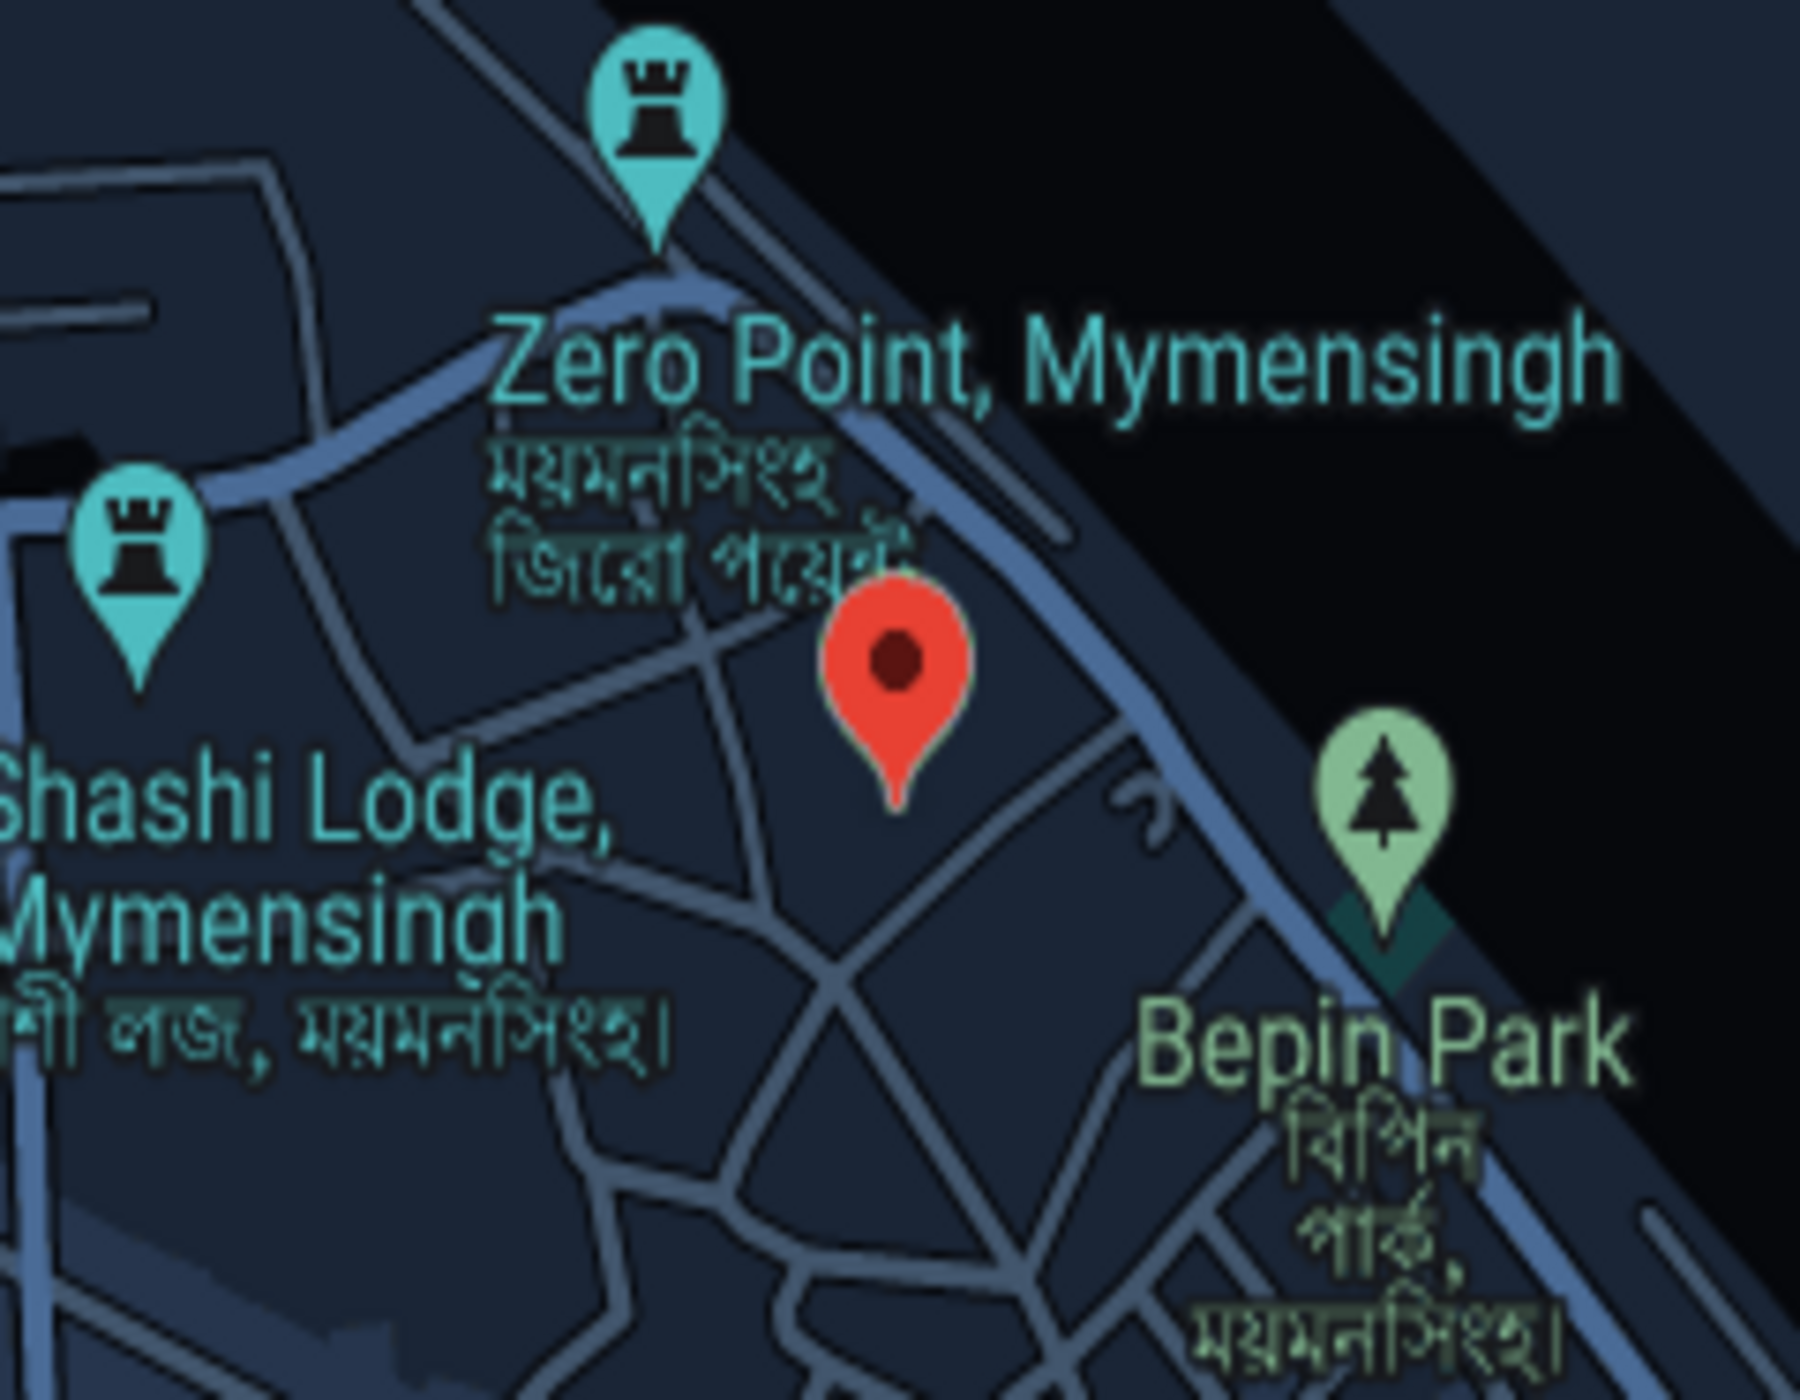 Zero Point, Mymensingh
ময়মনসিংহ
জিরো পয়েন্ট
Shashi Lodge,
Mymensingh
শী লজ, ময়মনসিংহ।
Bepin Park
বিপিন
পার্ক,
ময়মনসিংহ।